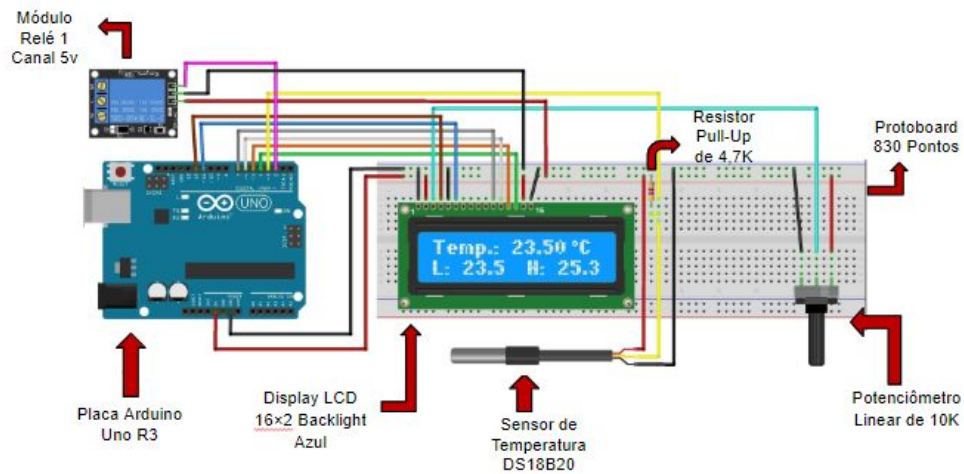 Módulo
Relé 1
Canal 5v
Resistor
Pull-Up
de 4,7K
Protoboard
830 Pontos
UNO
Arduino
1
16
Temp.: 23.50 °C
L: 23.5 H: 25.3
Placa Arduino
Uno R3
Display LCD
16×2 Backlight
Azul
Sensor de
Temperatura
DS18B20
Potenciômetro
Linear de 10K